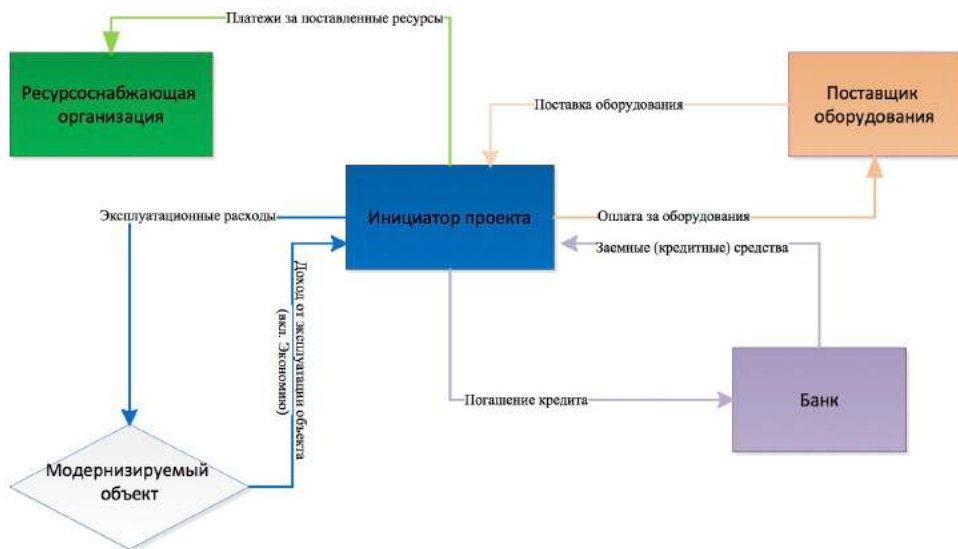 Платежи за поставленные ресурсы
Ресурсоснабжающая
организация
Поставка оборудования
Поставщик
оборудования
Инициатор проекта
Эксплуатационные расходы
Оплата за оборудования
Заемные (кредитные) средства
Доход от эксплуатации объекта
(вкл. Экономию)
Погашение кредита
Банк
Модернизируемый
объект